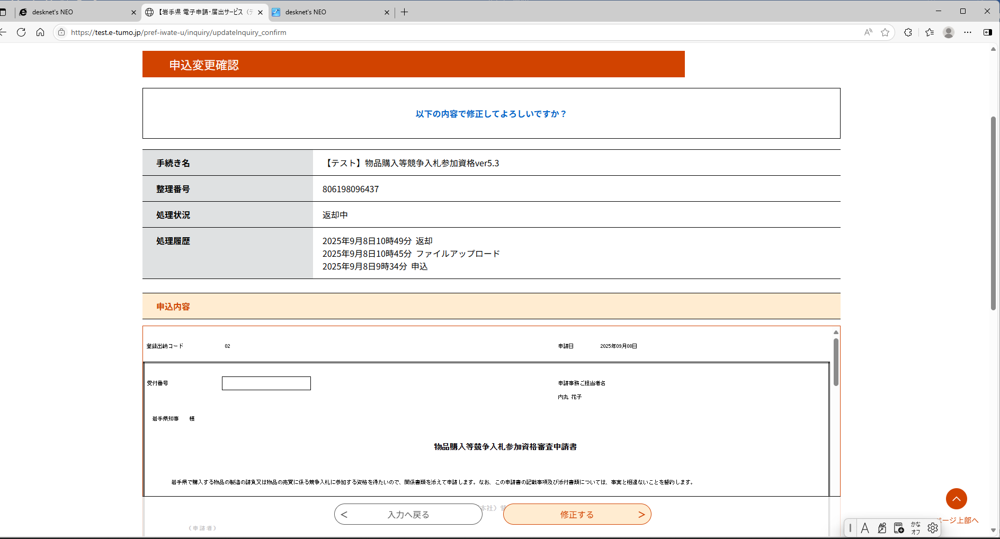 desknet's NEO
【岩手県 電子申請・届出サービス（デ
desknet's NEO
https://test.e-tumo.jp/pref-iwate-u/inquiry/updateInquiry_confirm
申込変更確認
以下の内容で修正してよろしいですか？
手続き名 【テスト】物品購入等競争入札参加資格ver5.3
整理番号 806198096437
処理状況 返却中
処理履歴 2025年9月8日10時49分 返却
2025年9月8日10時45分 ファイルアップロード
2025年9月8日9時34分 申込
申込内容
登録出納コード 02 申請日 2025年09月08日
受付番号 申請事務ご担当者名
内丸 花子
岩手県知事 様
物品購入等競争入札参加資格審査申請書
岩手県で購入する物品の製造の請負又は物品の売買に係る競争入札に参加する資格を得たいので、関係書類を添えて申請します。なお、この申請書の記載事項及び添付書類については、事実と相違ないことを誓約します。
本社）情
入力へ戻る
修正する
（申請者）
ページ上部へ
A
かな
オフ